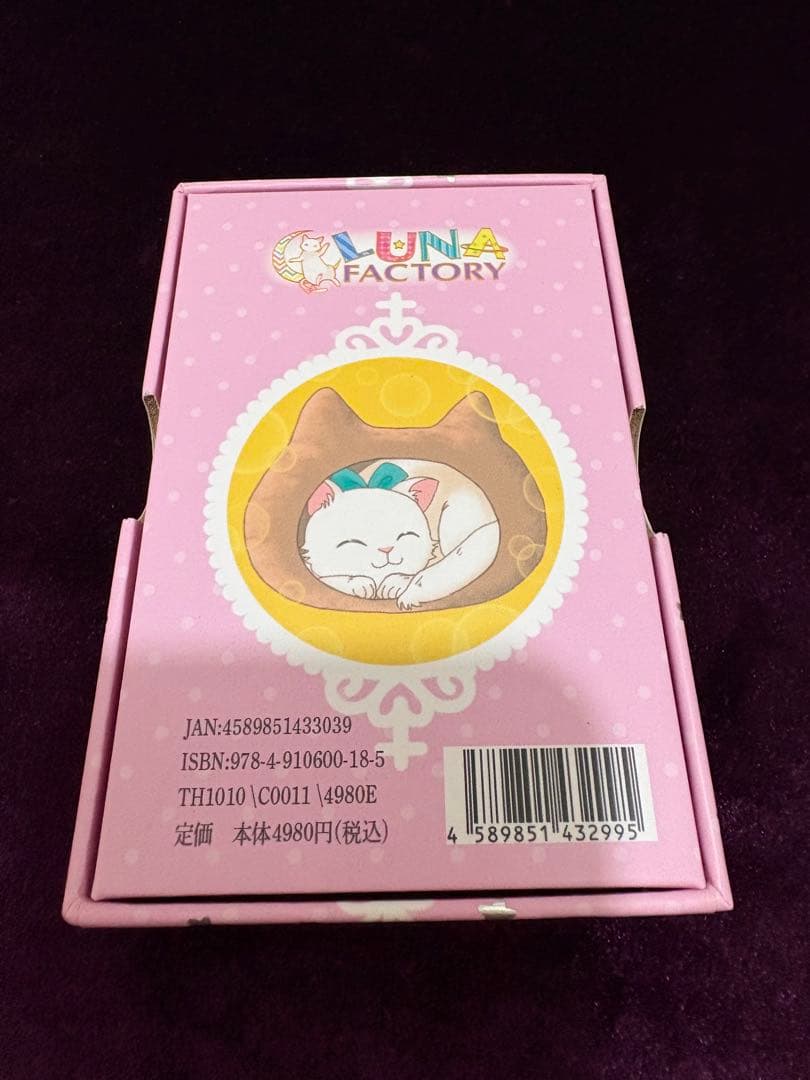 LUNA
FACTORY
JAN:4589851433039
ISBN:978-4-910600-18-5
TH1010 \C0011 \4980E
定価　本体4980円(税込)
4 589851 432995